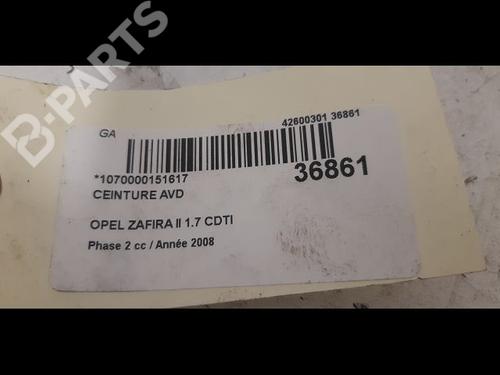 B-PARTS
GA
42600301 36861
*1070000151617
36861
CEINTURE AVD
OPEL ZAFIRA II 1.7 CDTI
Phase 2 cc / Année 2008